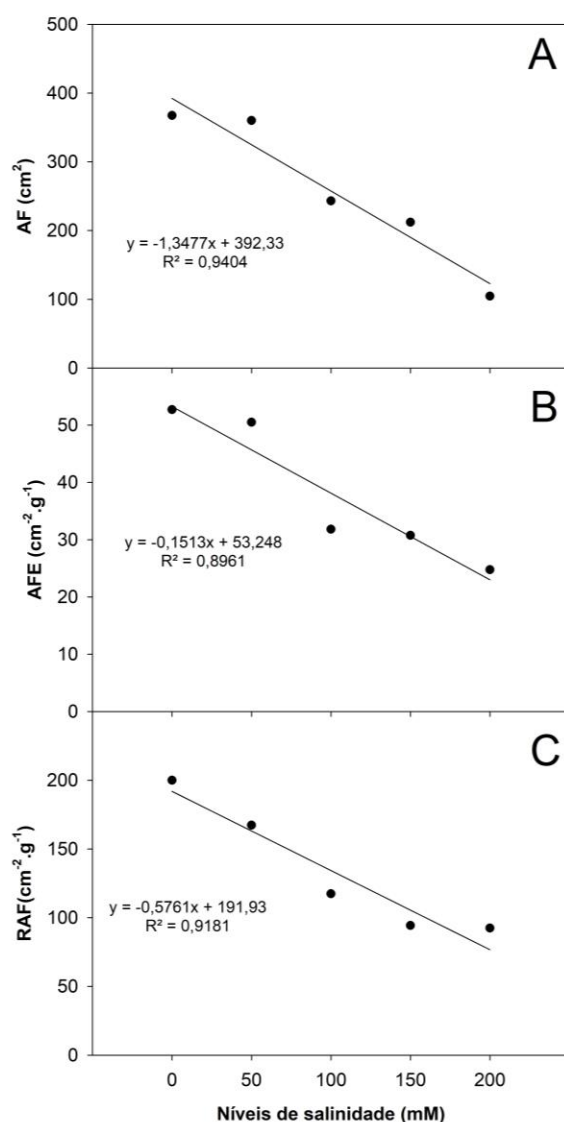 A
500
400
300
200
100
0
AF (cm²)
y = -1,3477x + 392,33
R² = 0,9404
B
50
40
30
20
10
0
AFE (cm⁻².g⁻¹)
y = -0,1513x + 53,248
R² = 0,8961
C
200
150
100
50
0
RAF(cm⁻².g⁻¹)
y = -0,5761x + 191,93
R² = 0,9181
0 50 100 150 200
Níveis de salinidade (mM)